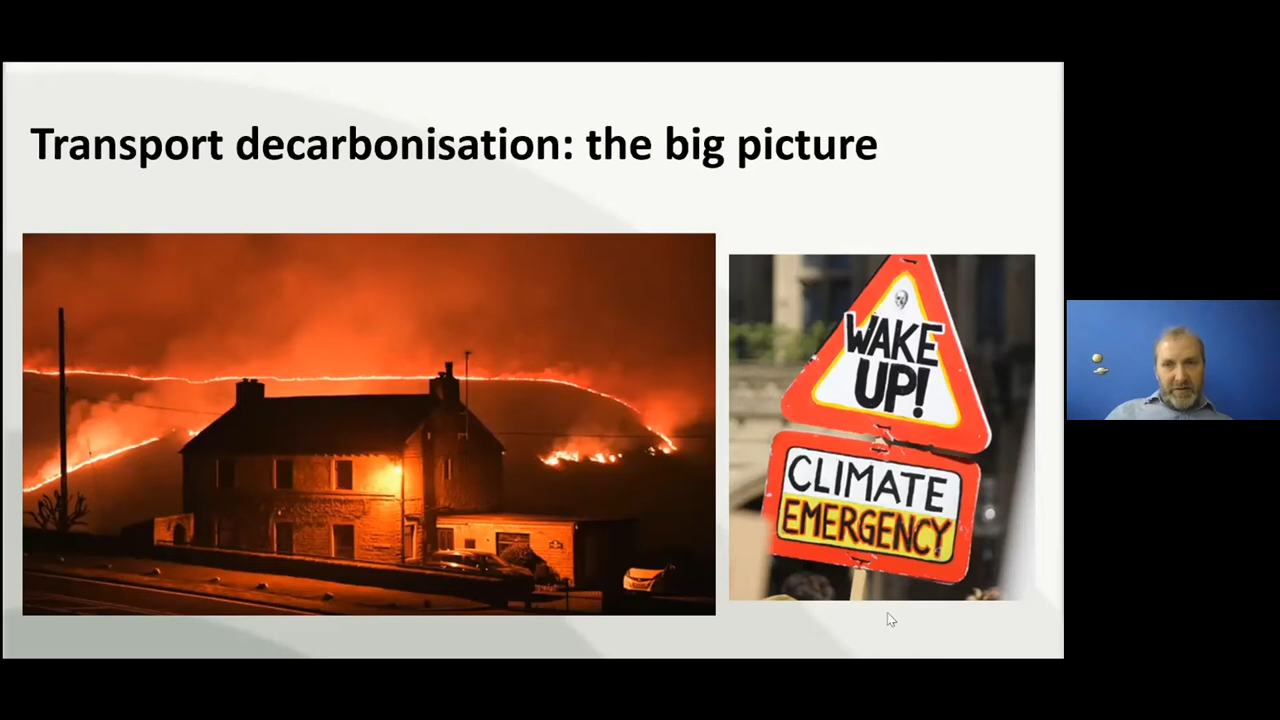 Transport decarbonisation: the big picture
WAKE
UP!
CLIMATE
EMERGENCY